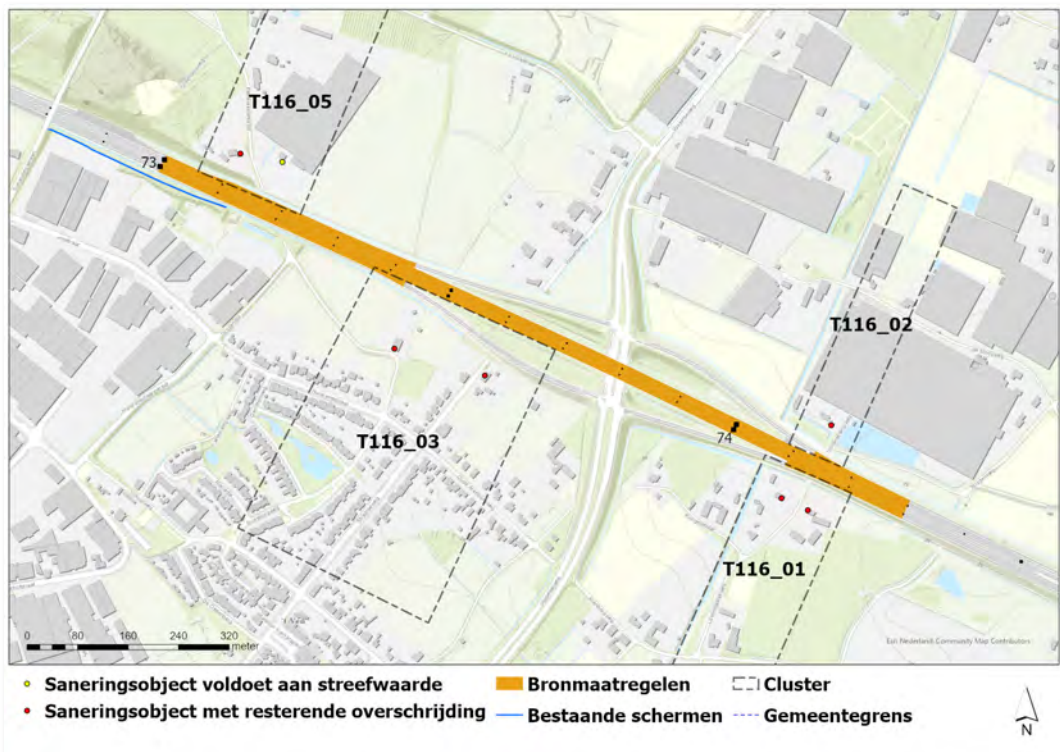 T116_05
73
T116_02
T116_03
74
T116_01
0 80 160 240 320
meter
Esri Nederland, Community Map Contributors
Saneringsobject voldoet aan streefwaarde
Bronmaatregelen
Cluster
Saneringsobject met resterende overschrijding
Bestaande schermen
Gemeentegrens
N